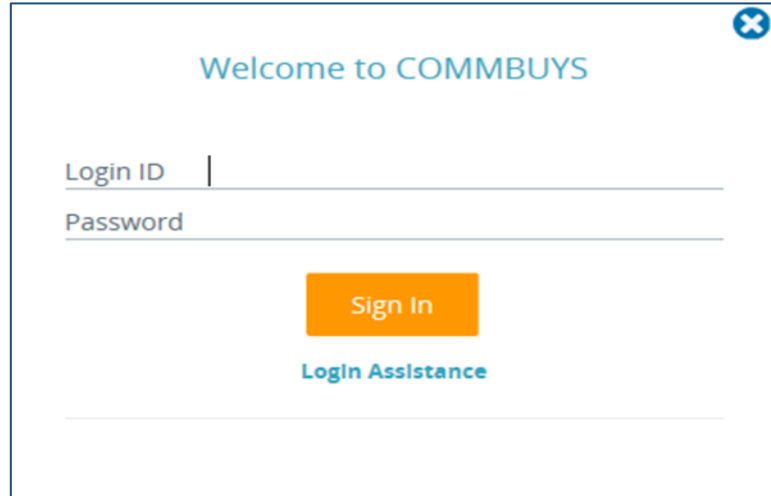 Welcome to COMMBUYS
Login ID
Password
Sign In
Login Assistance